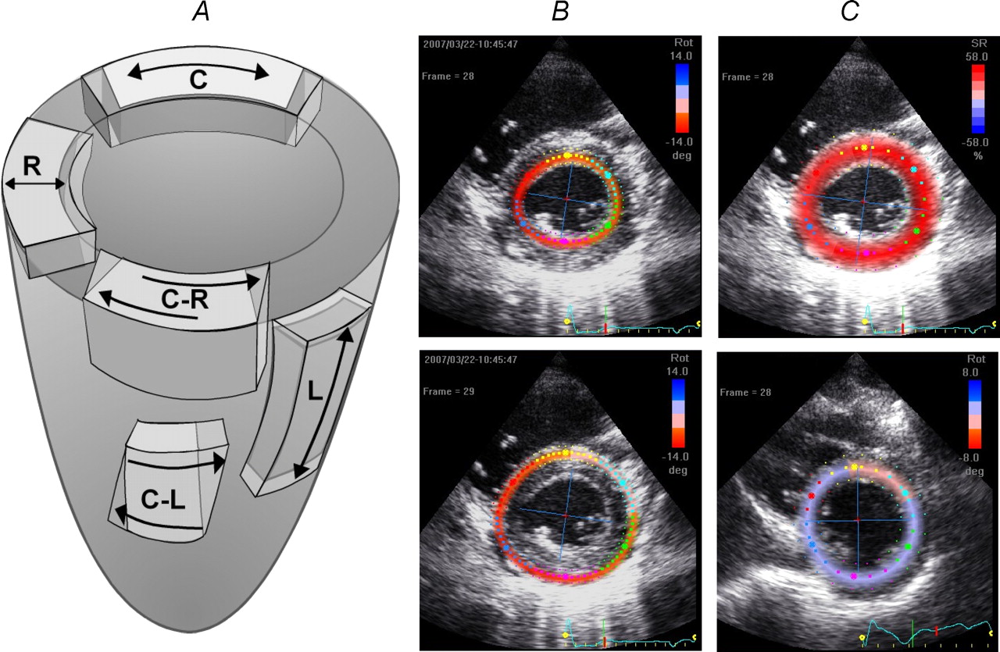 A
B
C
C
R
C-R
L
C-L
2007/03/22-10:45:47
Rot
14.0
Frame = 28
-14.0
deg
SR
58.0
Frame = 28
-58.0
%
2007/03/22-10:45:47
Rot
14.0
Frame = 29
-14.0
deg
Rot
8.0
Frame = 28
-8.0
deg